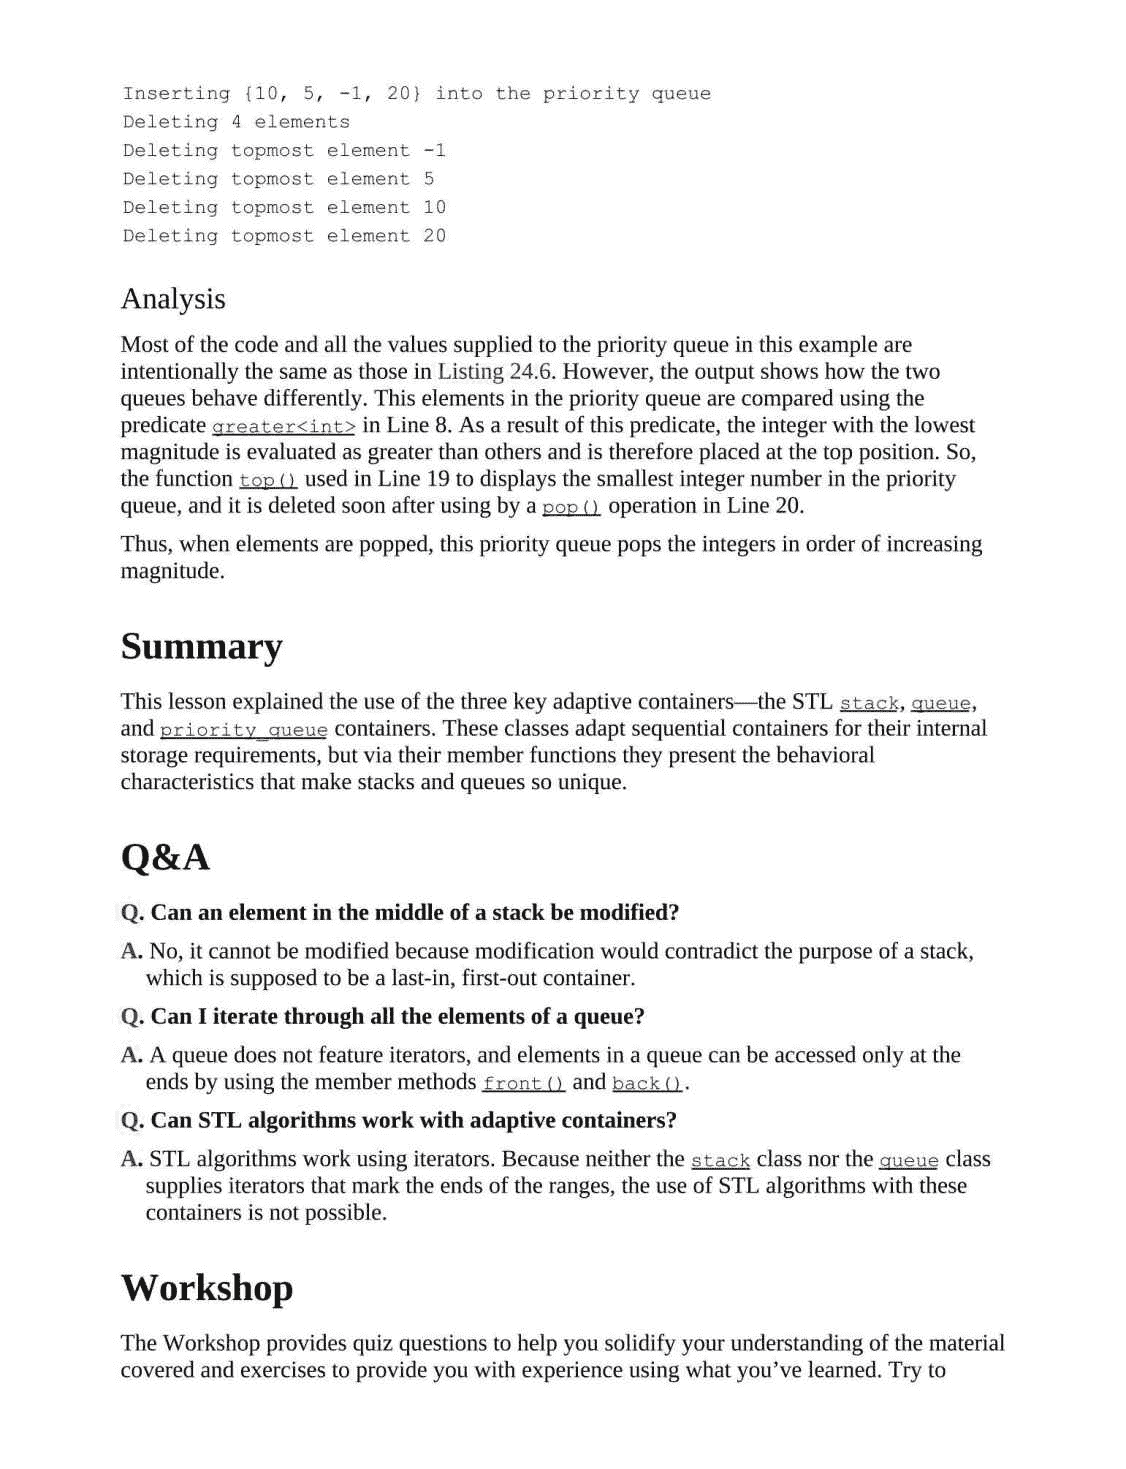 Inserting {10, 5, -1, 20} into the priority queue
Deleting 4 elements
Deleting topmost element -1
Deleting topmost element 5
Deleting topmost element 10
Deleting topmost element 20
Analysis
Most of the code and all the values supplied to the priority queue in this example are
intentionally the same as those in Listing 24.6. However, the output shows how the two
queues behave differently. This elements in the priority queue are compared using the
predicate greater<int> in Line 8. As a result of this predicate, the integer with the lowest
magnitude is evaluated as greater than others and is therefore placed at the top position. So,
the function top() used in Line 19 to displays the smallest integer number in the priority
queue, and it is deleted soon after using by a pop() operation in Line 20.
Thus, when elements are popped, this priority queue pops the integers in order of increasing
magnitude.
Summary
This lesson explained the use of the three key adaptive containers—the STL stack, queue,
and priority_queue containers. These classes adapt sequential containers for their internal
storage requirements, but via their member functions they present the behavioral
characteristics that make stacks and queues so unique.
Q&A
Q. Can an element in the middle of a stack be modified?
A. No, it cannot be modified because modification would contradict the purpose of a stack,
which is supposed to be a last-in, first-out container.
Q. Can I iterate through all the elements of a queue?
A. A queue does not feature iterators, and elements in a queue can be accessed only at the
ends by using the member methods front() and back().
Q. Can STL algorithms work with adaptive containers?
A. STL algorithms work using iterators. Because neither the stack class nor the queue class
supplies iterators that mark the ends of the ranges, the use of STL algorithms with these
containers is not possible.
Workshop
The Workshop provides quiz questions to help you solidify your understanding of the material
covered and exercises to provide you with experience using what you’ve learned. Try to